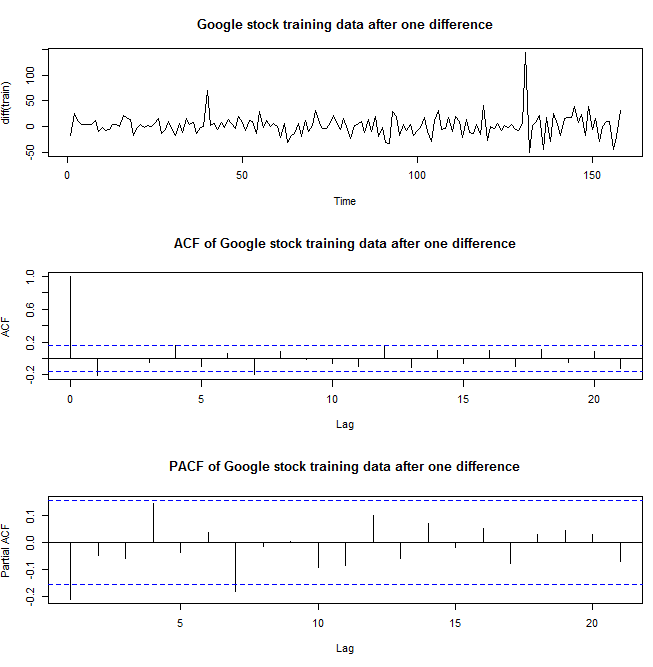 Google stock training data after one difference
diff(train)
-50 0 50 100
0 50 100 150
Time
ACF of Google stock training data after one difference
ACF
-0.2 0.2 0.6 1.0
0 5 10 15 20
Lag
PACF of Google stock training data after one difference
Partial ACF
-0.2 -0.1 0.0 0.1
5 10 15 20
Lag